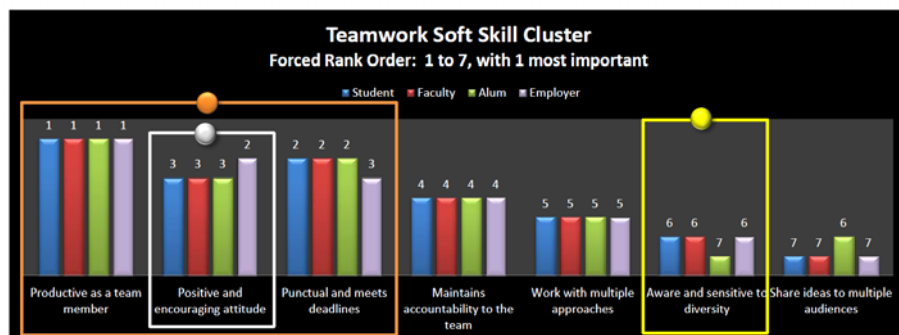 Teamwork Soft Skill Cluster
Forced Rank Order: 1 to 7, with 1 most important
Student Faculty Alum Employer
1 1 1 1
3 3 3 2
2 2 2 3
4 4 4 4
5 5 5 5
6 6 7 6
7 7 6 7
Productive as a team
member
Positive and
encouraging attitude
Punctual and meets
deadlines
Maintains
accountability to the
team
Work with multiple
approaches
Aware and sensitive to
diversity
Share ideas to multiple
audiences